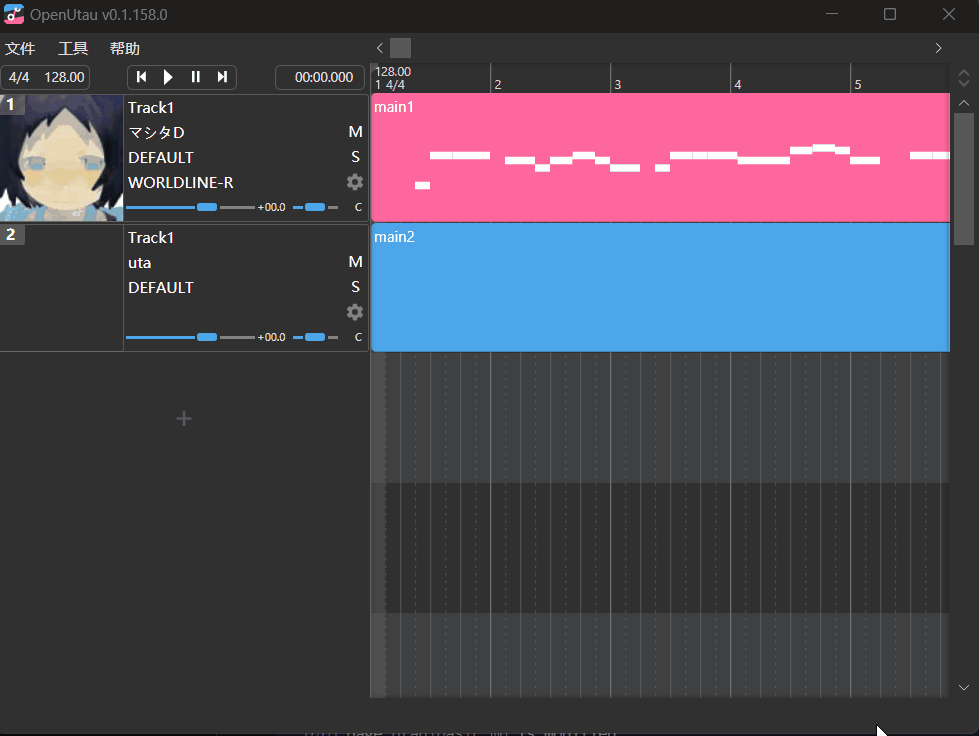 OpenUtau v0.1.158.0
文件 工具 帮助
4/4 128.00 00:00.000
128.00
1 4/4 2 3 4 5
1 Track1 main1
マシタD M
DEFAULT S
WORLDLINE-R
+00.0 C
2 Track1 main2
uta M
DEFAULT S
+00.0 C